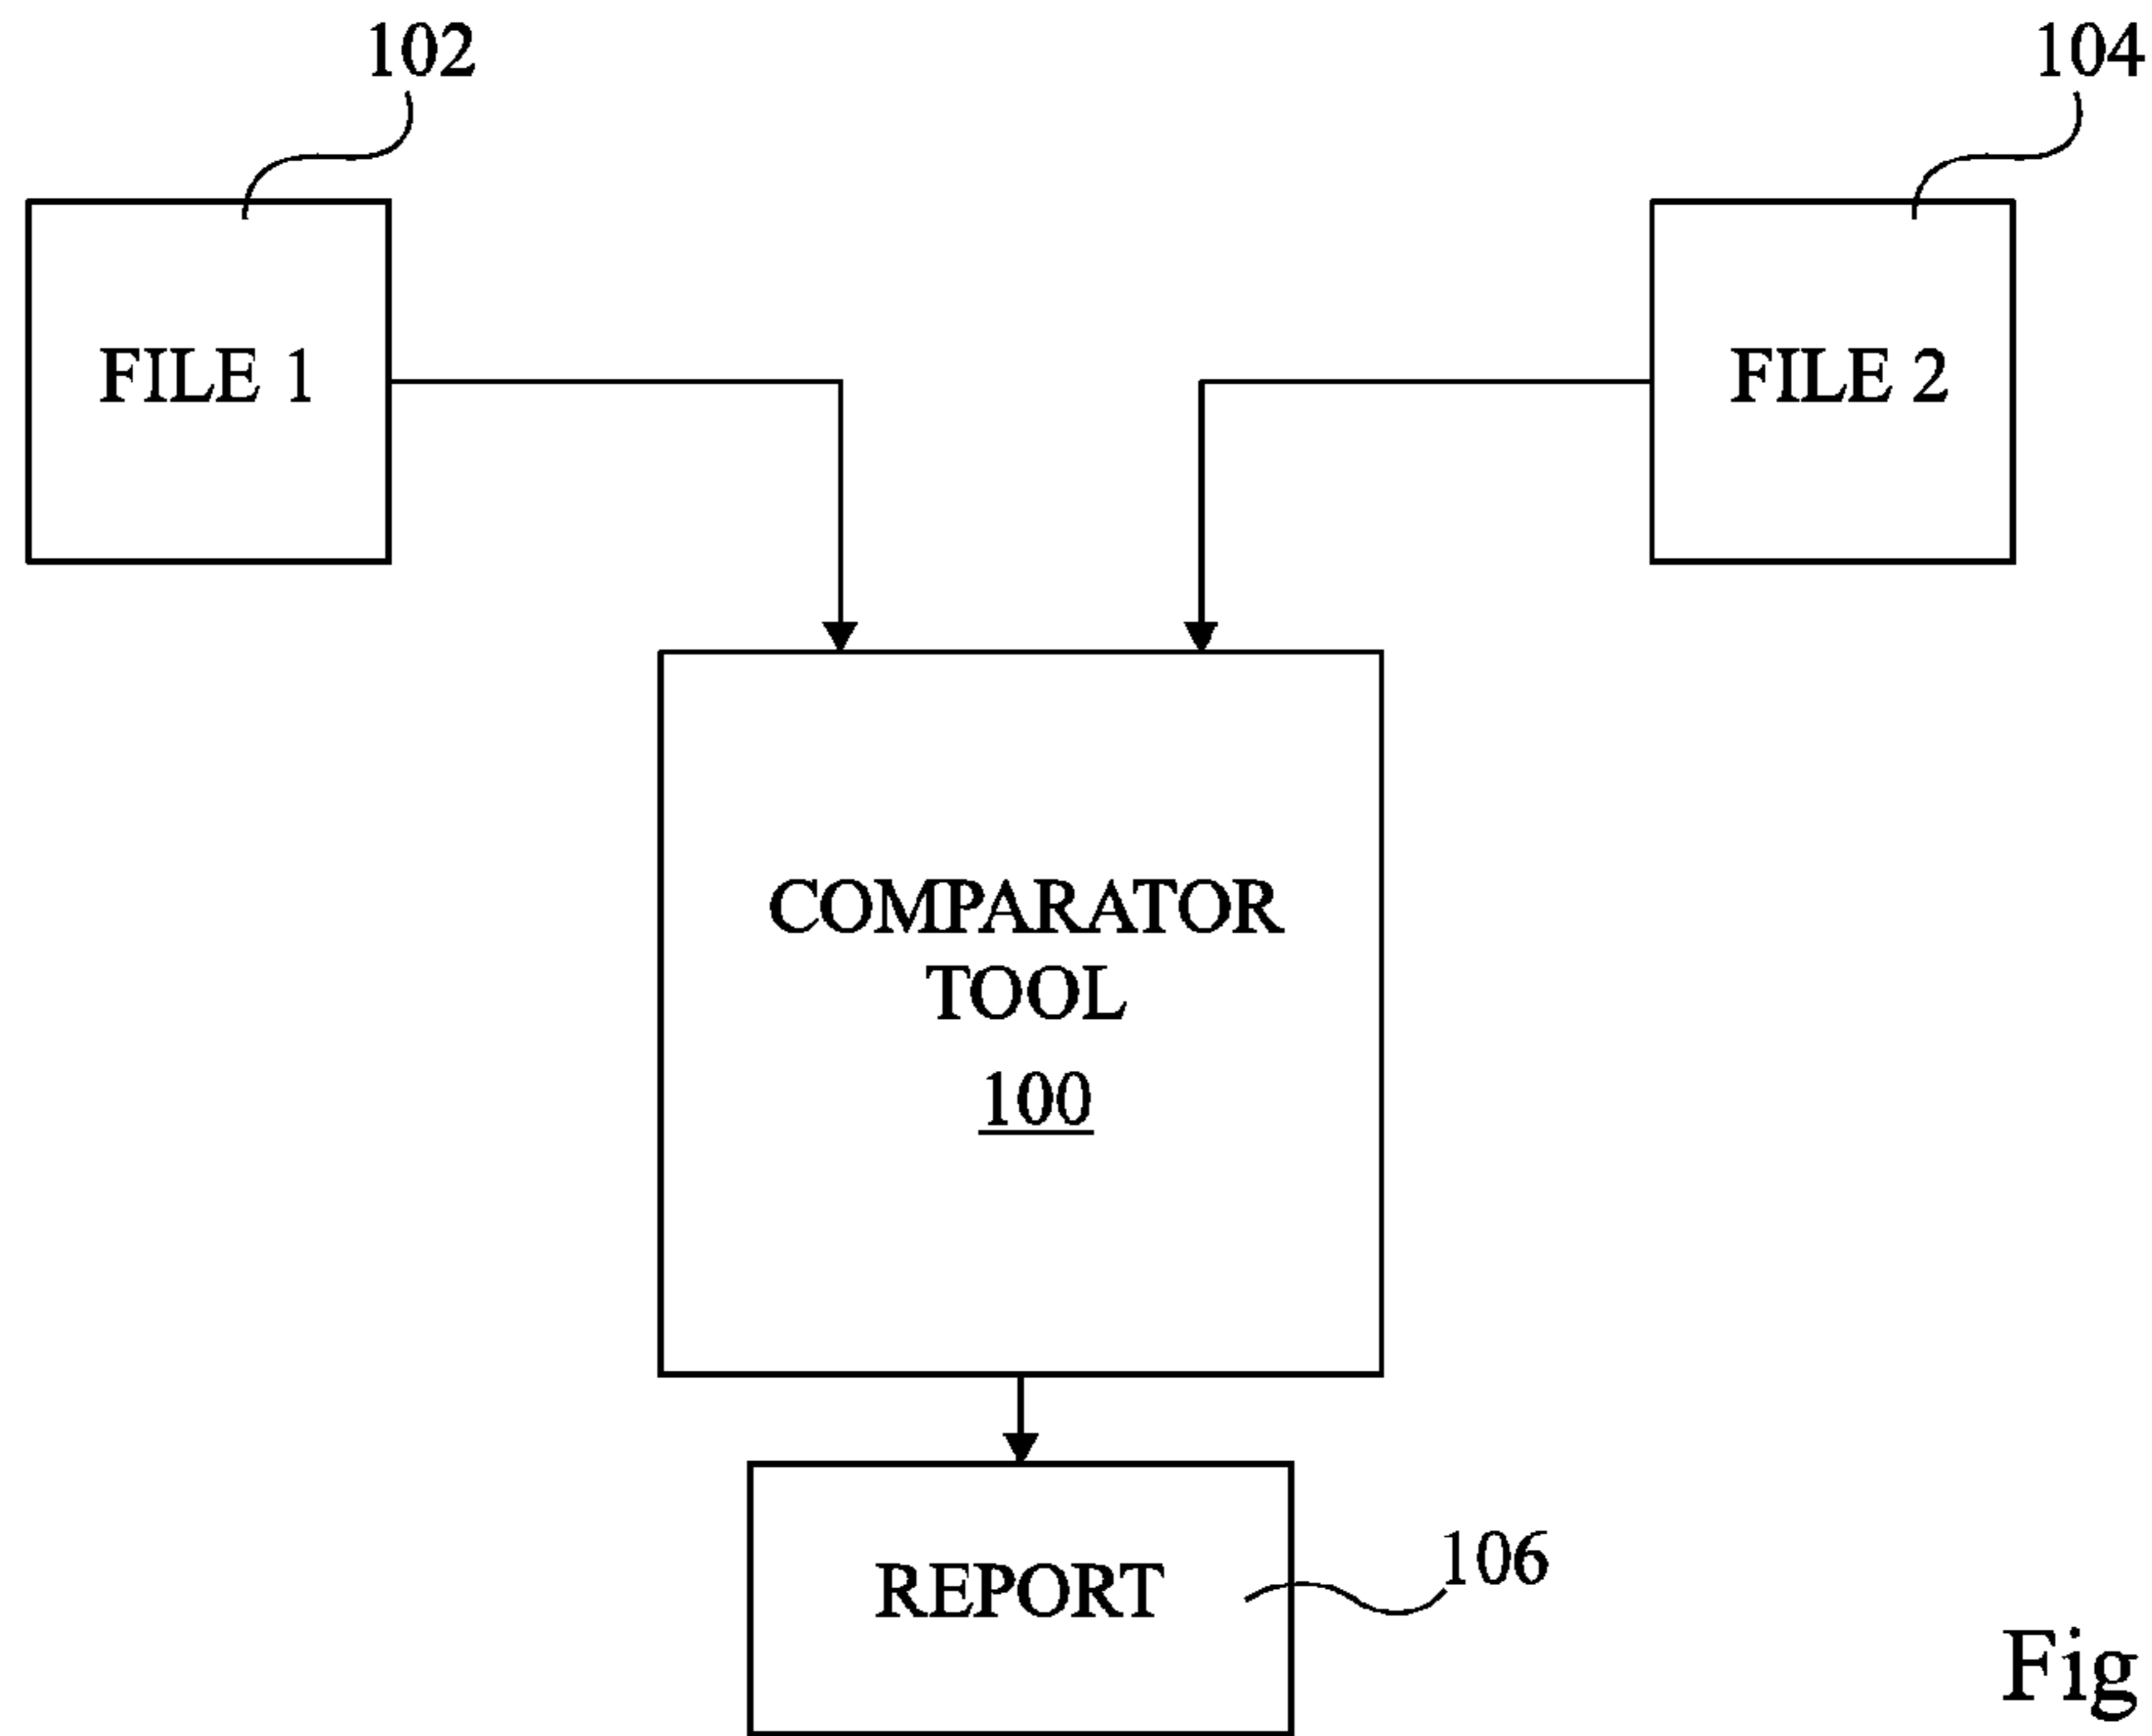 102
104
FILE 1
FILE 2
COMPARATOR
TOOL
100
REPORT
106
Fig